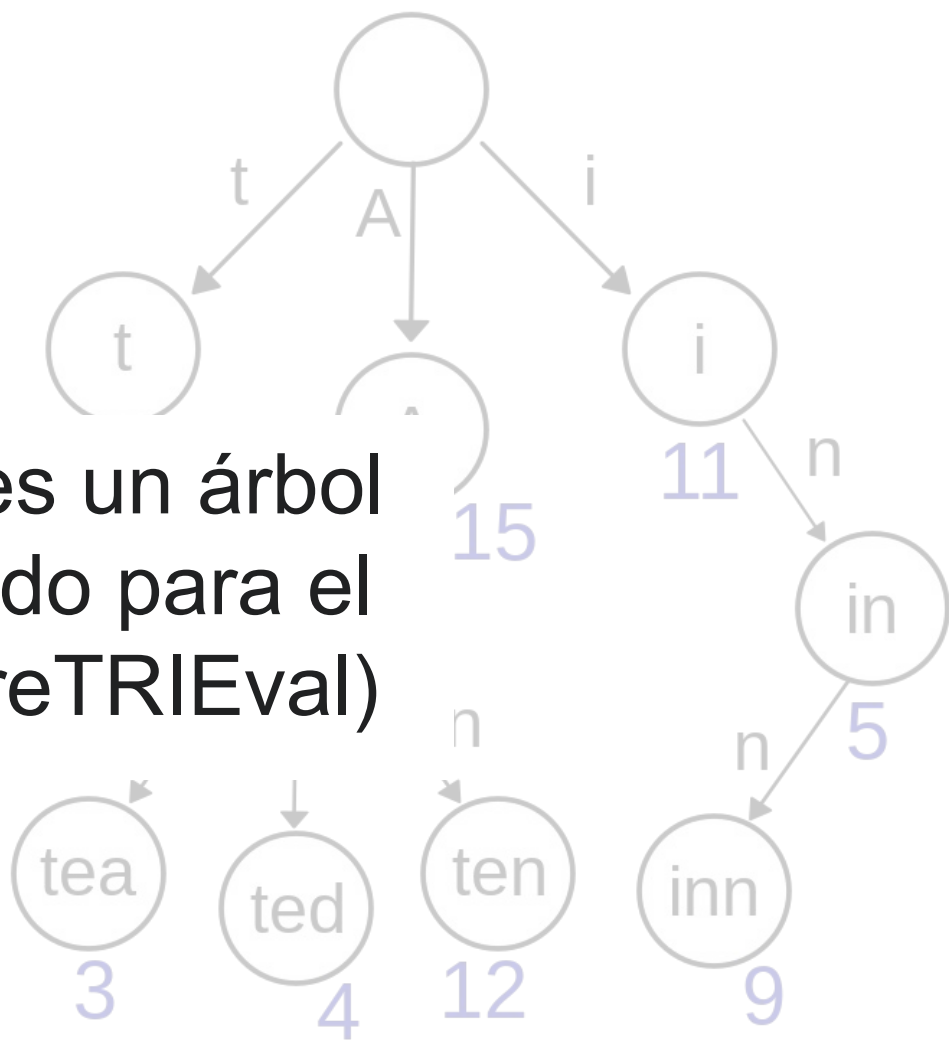 t
A
i
t
i
11
n
es un árbol
15
do para el
in
reTRIEval)
n
n
5
tea
ted
ten
inn
3
4
12
9